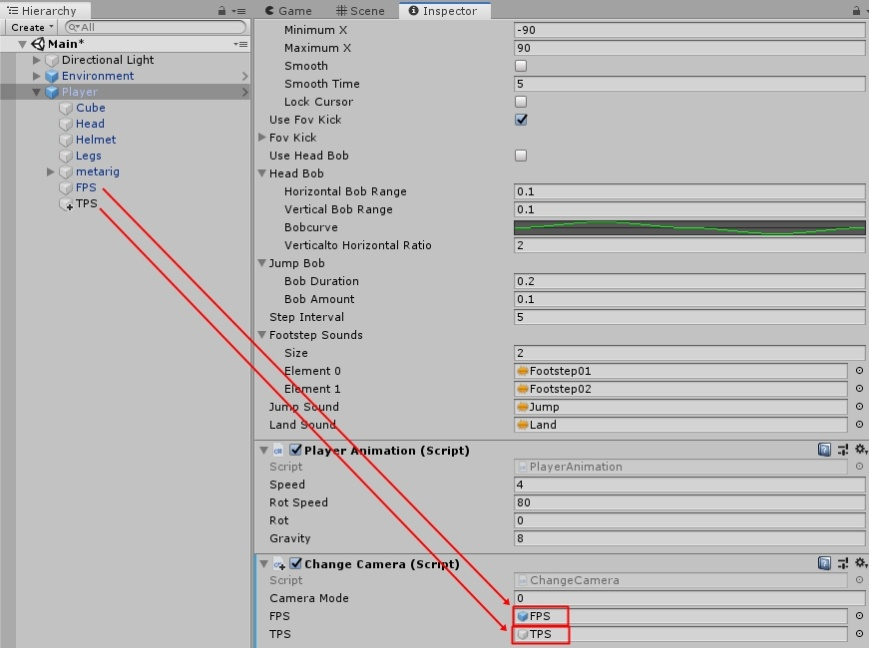 Hierarchy
Create
All
Main*
Directional Light
Environment
Player
Cube
Head
Helmet
Legs
metarig
FPS
TPS
Game Scene Inspector
Minimum X -90
Maximum X 90
Smooth
Smooth Time 5
Lock Cursor
Use Fov Kick
Fov Kick
Use Head Bob
Head Bob
Horizontal Bob Range 0.1
Vertical Bob Range 0.1
Bobcurve
Verticalto Horizontal Ratio 2
Jump Bob
Bob Duration 0.2
Bob Amount 0.1
Step Interval 5
Footstep Sounds
Size 2
Element 0 Footstep01
Element 1 Footstep02
Jump Sound Jump
Land Sound Land
Player Animation (Script)
Script PlayerAnimation
Speed 4
Rot Speed 80
Rot 0
Gravity 8
Change Camera (Script)
Script ChangeCamera
Camera Mode 0
FPS FPS
TPS TPS